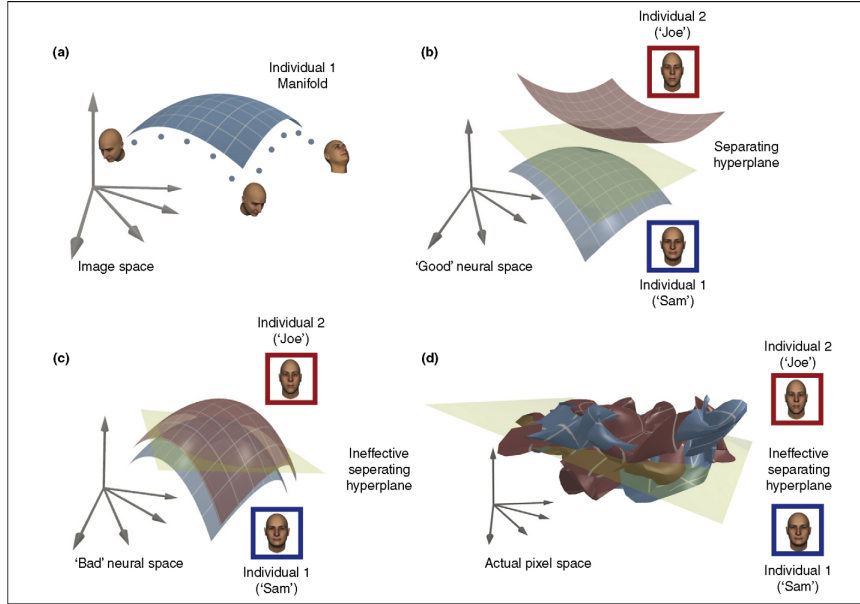 (a)
Individual 1
Manifold
Image space
(b)
Individual 2
('Joe')
Separating
hyperplane
'Good' neural space
Individual 1
('Sam')
(c)
Individual 2
('Joe')
Ineffective
seperating
hyperplane
'Bad' neural space
Individual 1
('Sam')
(d)
Individual 2
('Joe')
Ineffective
separating
hyperplane
Actual pixel space
Individual 1
('Sam')